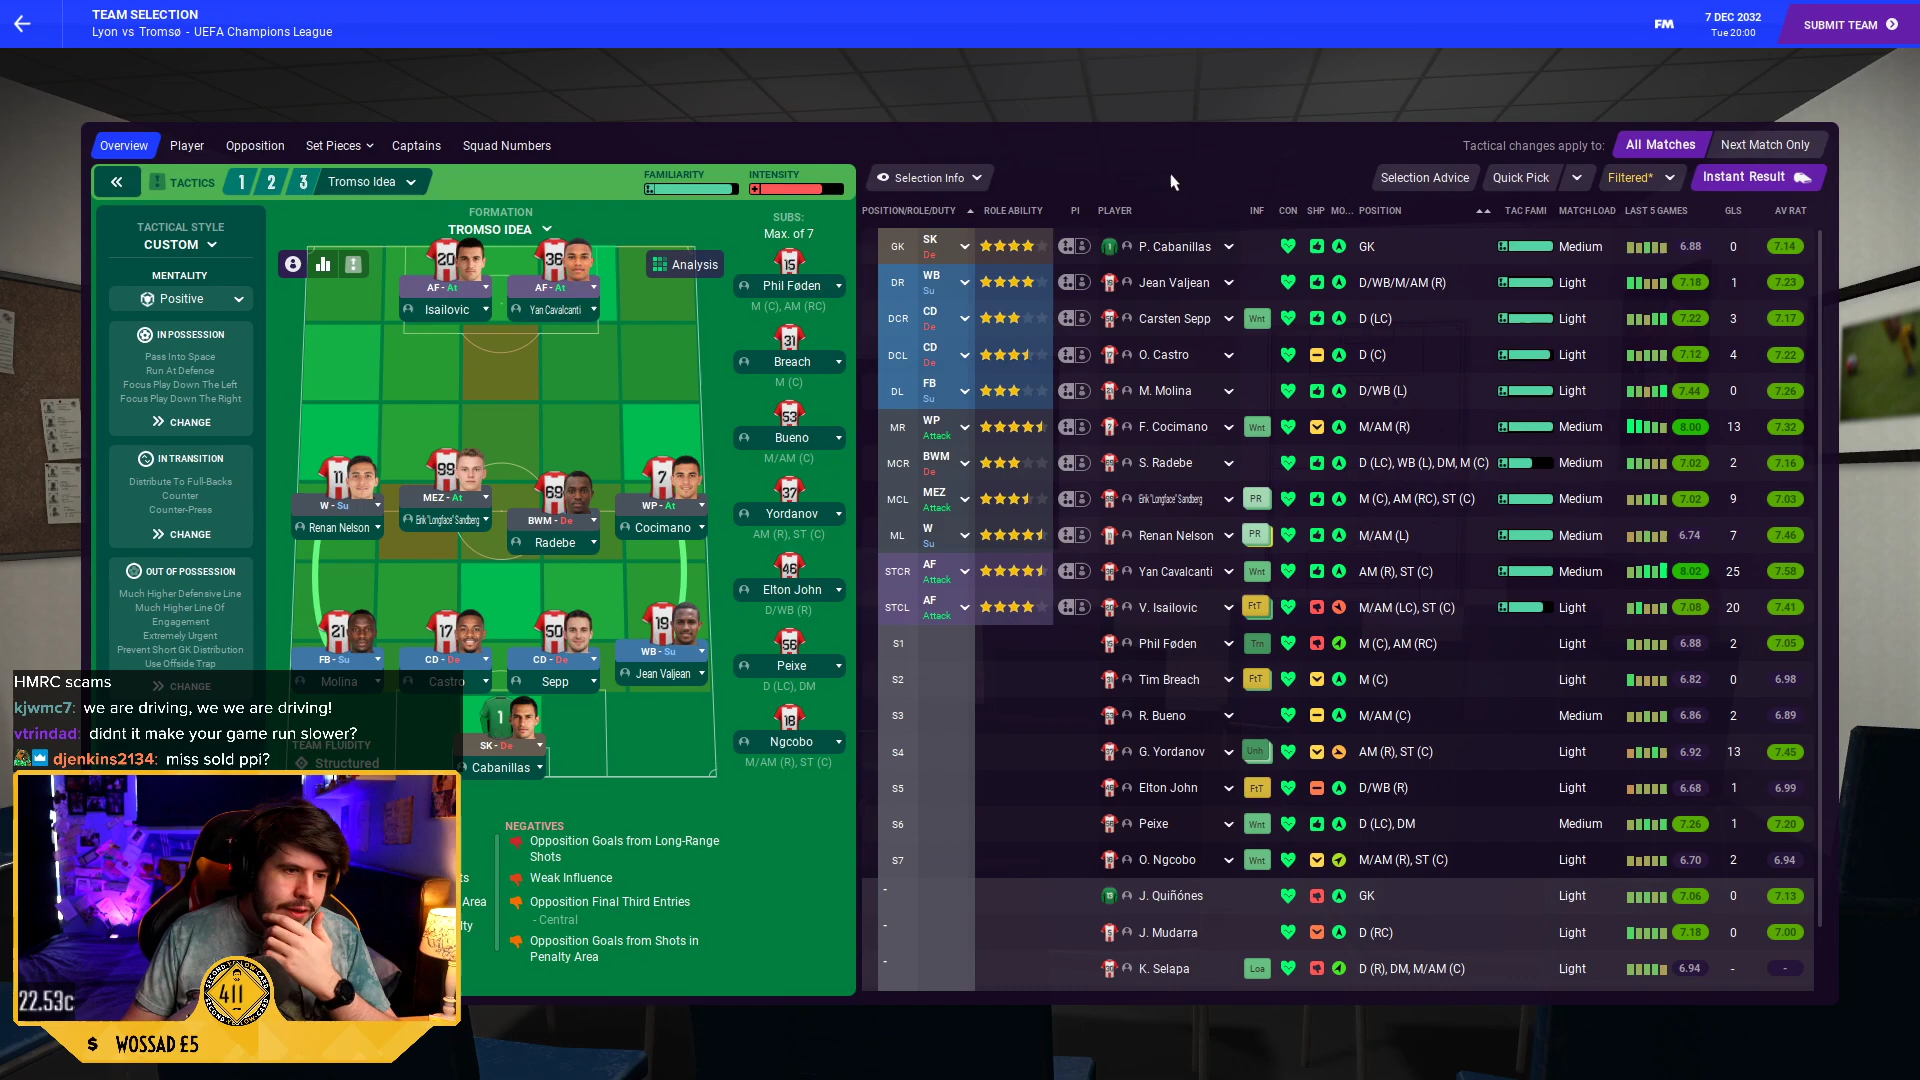 TEAM SELECTION
Lyon vs Tromsø - UEFA Champions League
FM
7 DEC 2032
Tue 20:00
SUBMIT TEAM
Overview
Player
Opposition
Set Pieces
Captains
Squad Numbers
Tactical changes apply to:
All Matches
Next Match Only
TACTICS
1
2
3
Tromso Idea
FAMILIARITY
INTENSITY
Selection Info
Selection Advice
Quick Pick
Filtered*
Instant Result
TACTICAL STYLE
CUSTOM
MENTALITY
Positive
IN POSSESSION
Pass Into Space
Run At Defence
Focus Play Down The Left
Focus Play Down The Right
CHANGE
IN TRANSITION
Distribute To Full-Backs
Counter
Counter-Press
CHANGE
OUT OF POSSESSION
Much Higher Defensive Line
Much Higher Line Of
Engagement
Extremely Urgent
Prevent Short GK Distribution
Use Offside Trap
CHANGE
TEAM FLUIDITY
Structured
FORMATION
TROMSO IDEA
Analysis
20
AF - At
Isailovic
36
AF - At
Yan Cavalcanti
11
W - Su
Renan Nelson
99
MEZ - At
Erik "Longface" Sandberg
69
BWM - De
Radebe
7
WP - At
Cocimano
21
FB - Su
Molina
17
CD - De
Castro
50
CD - De
Sepp
19
WB - Su
Jean Valjean
1
SK - De
Cabanillas
SUBS:
Max. of 7
15
Phil Føden
M (C), AM (RC)
31
Breach
M (C)
53
Bueno
M/AM (C)
37
Yordanov
AM (R), ST (C)
46
Elton John
D/WB (R)
56
Peixe
D (LC), DM
18
Ngcobo
M/AM (R), ST (C)
NEGATIVES
Opposition Goals from Long-Range
Shots
Weak Influence
Opposition Final Third Entries
- Central
Opposition Goals from Shots in
Penalty Area
ts
Area
lty
POSITION/ROLE/DUTY ROLE ABILITY PI PLAYER INF CON SHP MO... POSITION TAC FAMI MATCH LOAD LAST 5 GAMES GLS AV RAT
GK SK De P. Cabanillas GK Medium 6.88 0 7.14
DR WB Su Jean Valjean D/WB/M/AM (R) Light 7.18 1 7.23
DCR CD De Carsten Sepp Wnt D (LC) Light 7.22 3 7.17
DCL CD De O. Castro D (C) Light 7.12 4 7.22
DL FB Su M. Molina D/WB (L) Light 7.44 0 7.26
MR WP Attack F. Cocimano Wnt M/AM (R) Medium 8.00 13 7.32
MCR BWM De S. Radebe D (LC), WB (L), DM, M (C) Medium 7.02 2 7.16
MCL MEZ Attack Erik "Longface" Sandberg PR M (C), AM (RC), ST (C) Medium 7.02 9 7.03
ML W Su Renan Nelson PR M/AM (L) Medium 6.74 7 7.46
STCR AF Attack Yan Cavalcanti Wnt AM (R), ST (C) Medium 8.02 25 7.58
STCL AF Attack V. Isailovic FtT M/AM (LC), ST (C) Light 7.08 20 7.41
S1 Phil Føden Trn M (C), AM (RC) Light 6.88 2 7.05
S2 Tim Breach FtT M (C) Light 6.82 0 6.98
S3 R. Bueno M/AM (C) Medium 6.86 2 6.89
S4 G. Yordanov Unh AM (R), ST (C) Light 6.92 13 7.45
S5 Elton John FtT D/WB (R) Light 6.68 1 6.99
S6 Peixe Wnt D (LC), DM Medium 7.26 1 7.20
S7 O. Ngcobo Wnt M/AM (R), ST (C) Light 6.70 2 6.94
- J. Quiñónes GK Light 7.06 0 7.13
- J. Mudarra D (RC) Light 7.18 0 7.00
- K. Selapa Loa D (R), DM, M/AM (C) Light 6.94 - -
HMRC scams
kjwmc7: we are driving, we we are driving!
vtrindad: didnt it make your game run slower?
djenkins2134: miss sold ppi?
22.53c
SECOND YELLOW CARD
411
$ WOSSAD £5